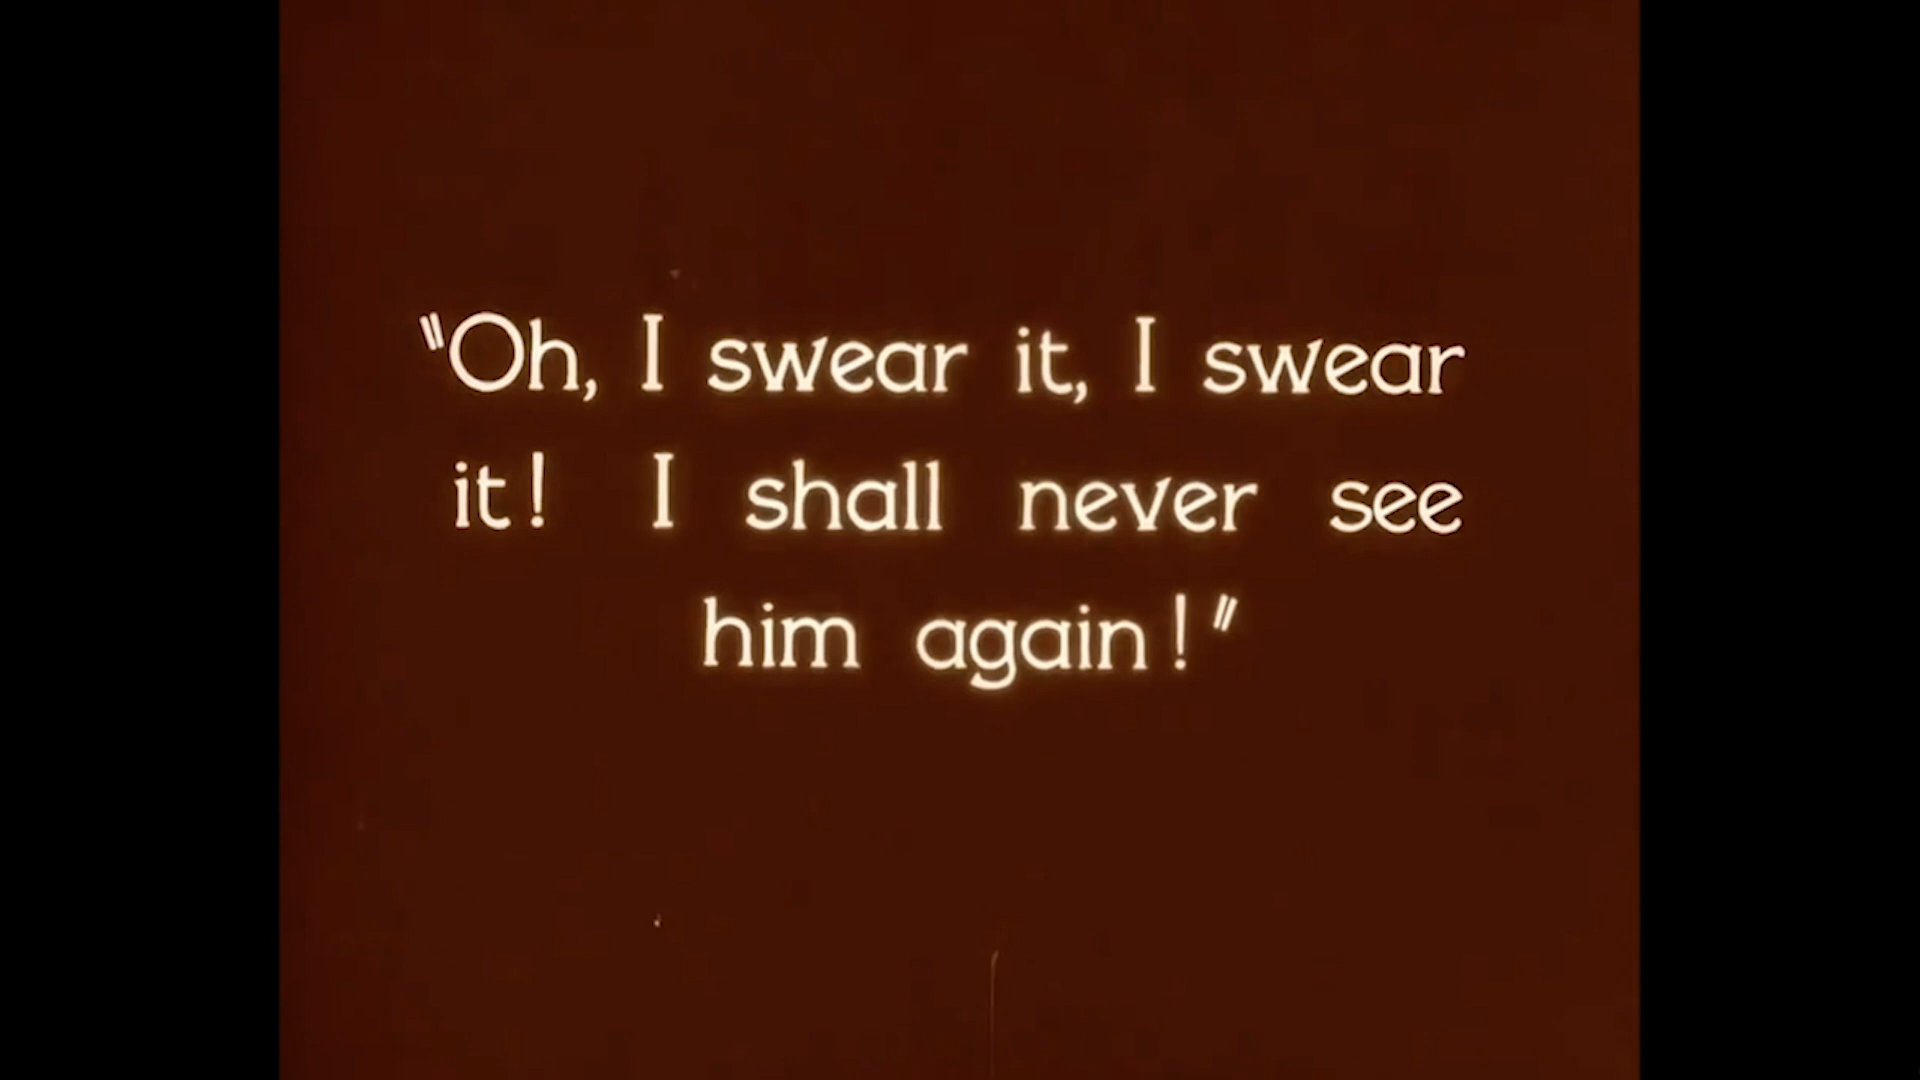 "Oh, I swear it, I swear
it! I shall never see
him again!"